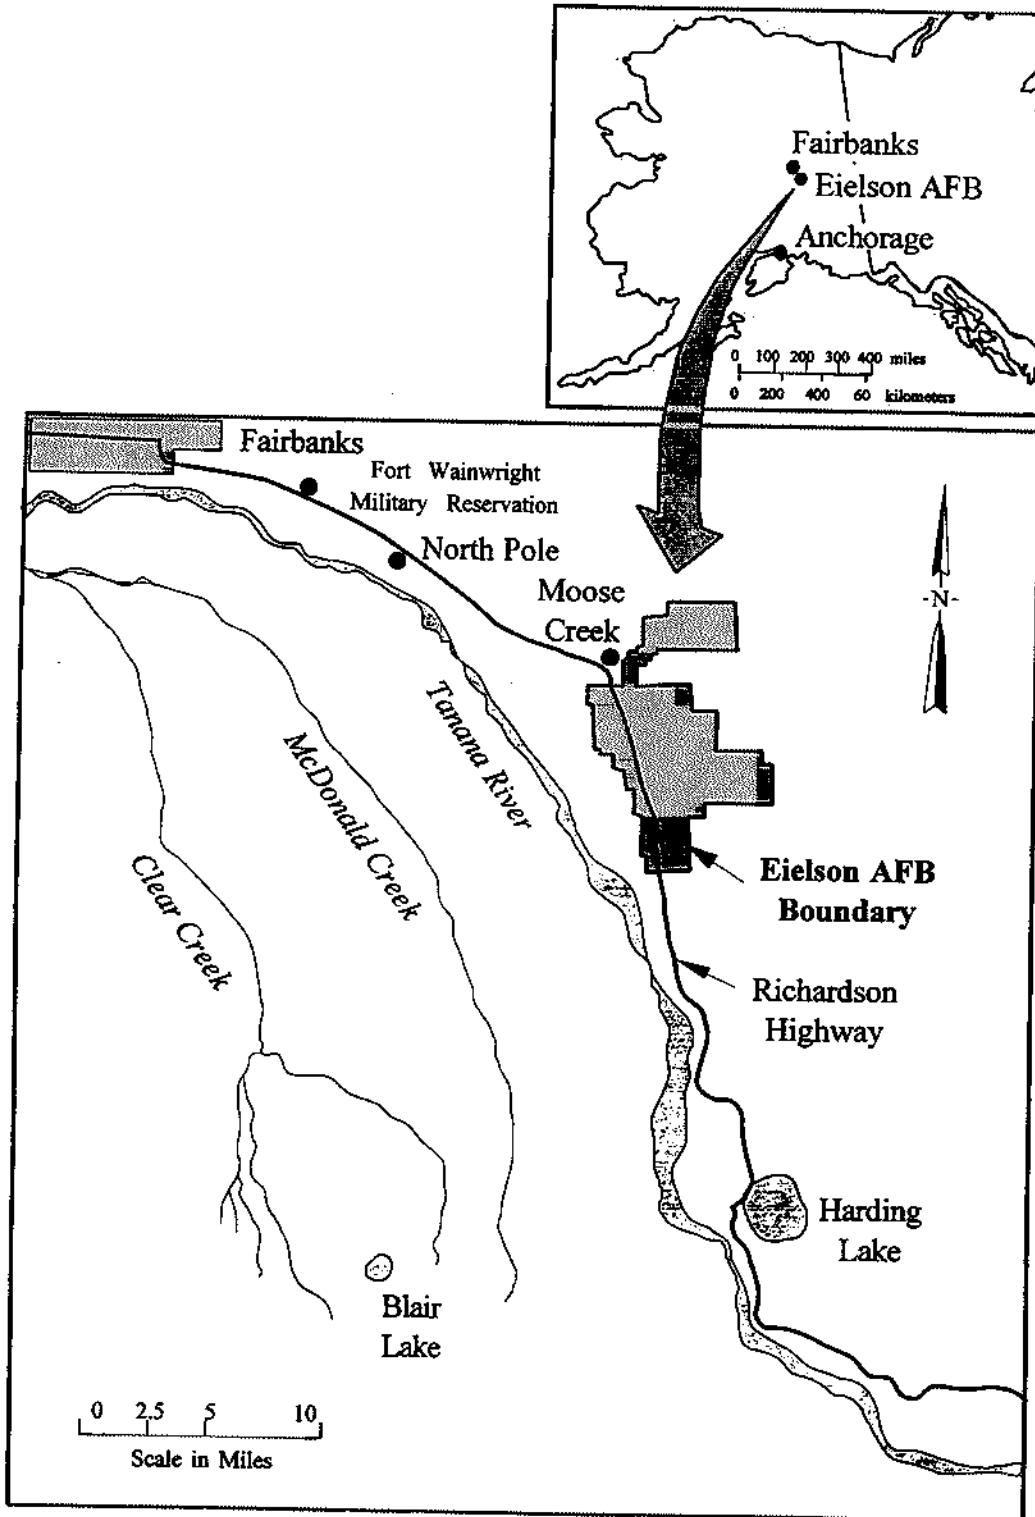 Fairbanks
Eielson AFB
Anchorage
0 100 200 300 400 miles
0 200 400 60 kilometers
Fairbanks
Fort Wainwright
Military Reservation
North Pole
Moose
Creek
-N-
Tanana River
McDonald Creek
Clear Creek
Eielson AFB
Boundary
Richardson
Highway
Harding
Lake
Blair
Lake
0 2.5 5 10
Scale in Miles